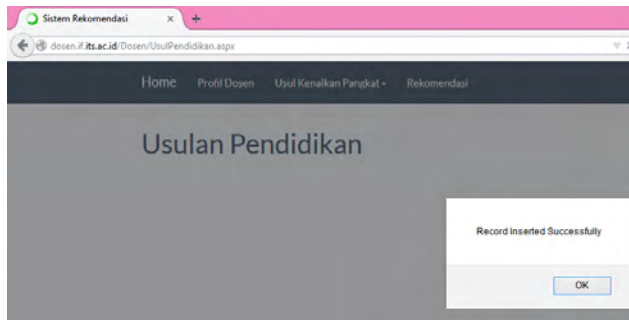 Sistem Rekomendasi × +
dosen.if.its.ac.id/Dosen/UsulPendidikan.aspx
Home Profil Dosen Usul Kenaikan Pangkat Rekomendasi
Usulan Pendidikan
Record Inserted Successfully
OK